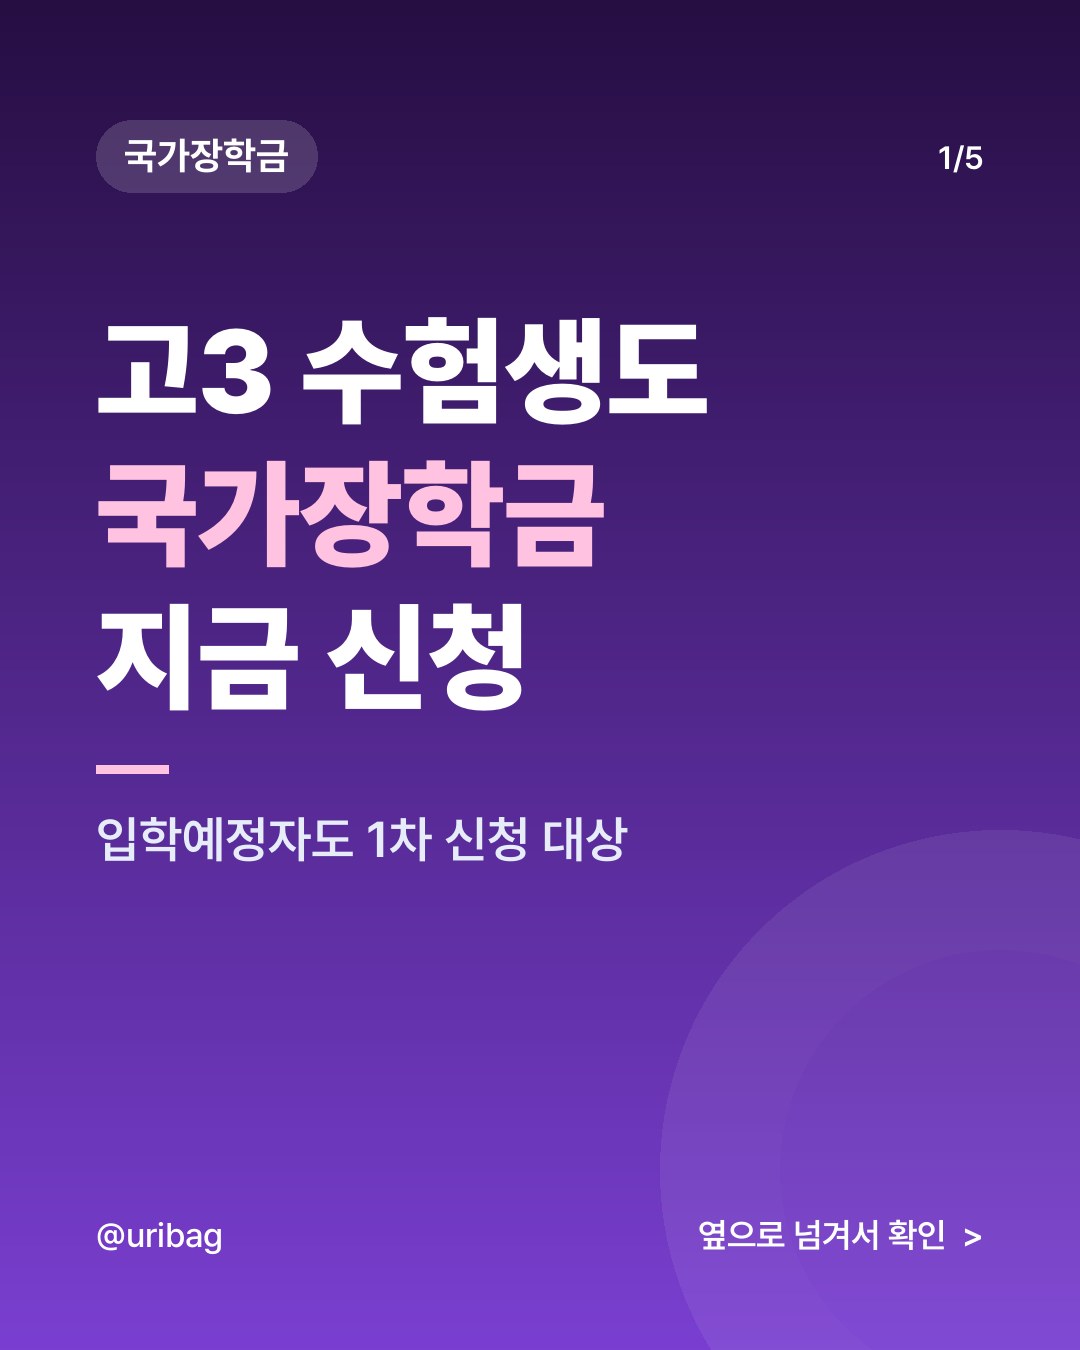 국가장학금
1/5
고3 수험생도
국가장학금
지금 신청
입학예정자도 1차 신청 대상
@uribag
옆으로 넘겨서 확인 >